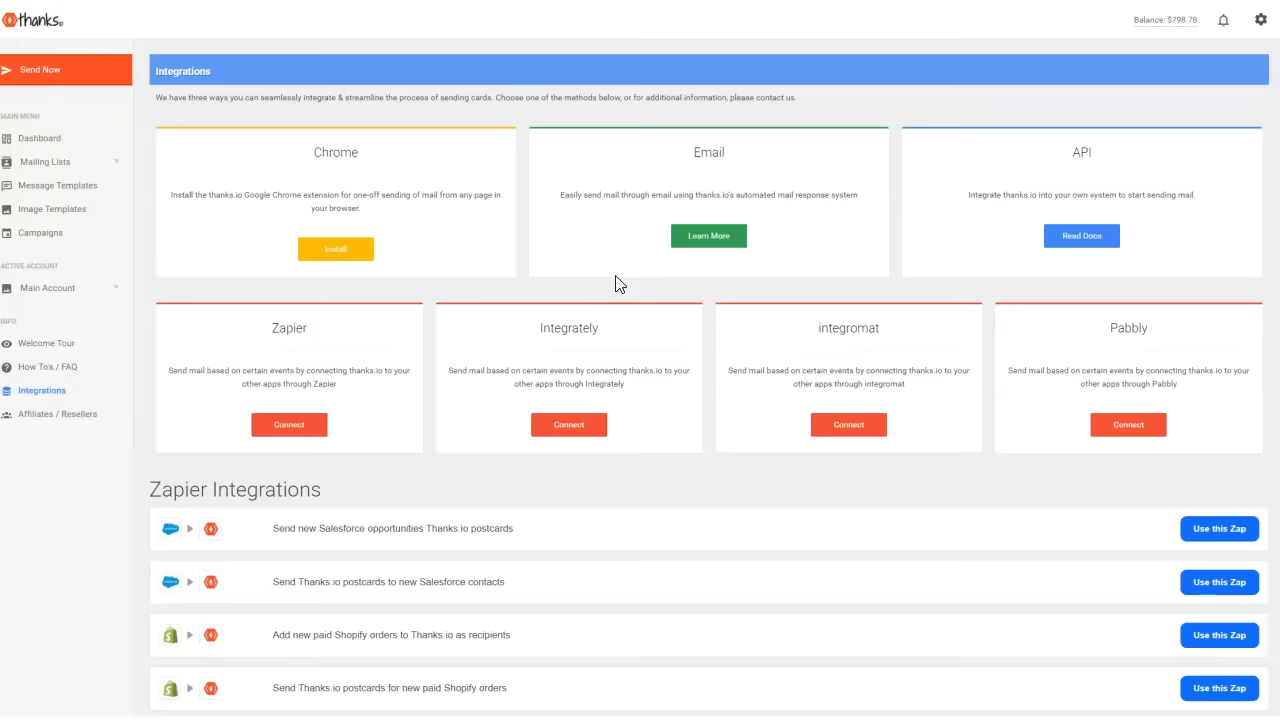 thanks.io
Balance: $798.78
Send Now
MAIN MENU
Dashboard
Mailing Lists
Message Templates
Image Templates
Campaigns
ACTIVE ACCOUNT
Main Account
INFO
Welcome Tour
How To's / FAQ
Integrations
Affiliates / Resellers
Integrations
We have three ways you can seamlessly integrate & streamline the process of sending cards. Choose one of the methods below, or for additional information, please contact us.
Chrome
Install the thanks.io Google Chrome extension for one-off sending of mail from any page in
your browser.
Install
Email
Easily send mail through email using thanks.io's automated mail response system
Learn More
API
Integrate thanks.io into your own system to start sending mail.
Read Docs
Zapier
Send mail based on certain events by connecting thanks.io to your
other apps through Zapier
Connect
Integrately
Send mail based on certain events by connecting thanks.io to your
other apps through Integrately
Connect
integromat
Send mail based on certain events by connecting thanks.io to your
other apps through integromat
Connect
Pabbly
Send mail based on certain events by connecting thanks.io to your
other apps through Pabbly
Connect
Zapier Integrations
Send new Salesforce opportunities Thanks.io postcards
Use this Zap
Send Thanks.io postcards to new Salesforce contacts
Use this Zap
Add new paid Shopify orders to Thanks.io as recipients
Use this Zap
Send Thanks.io postcards for new paid Shopify orders
Use this Zap